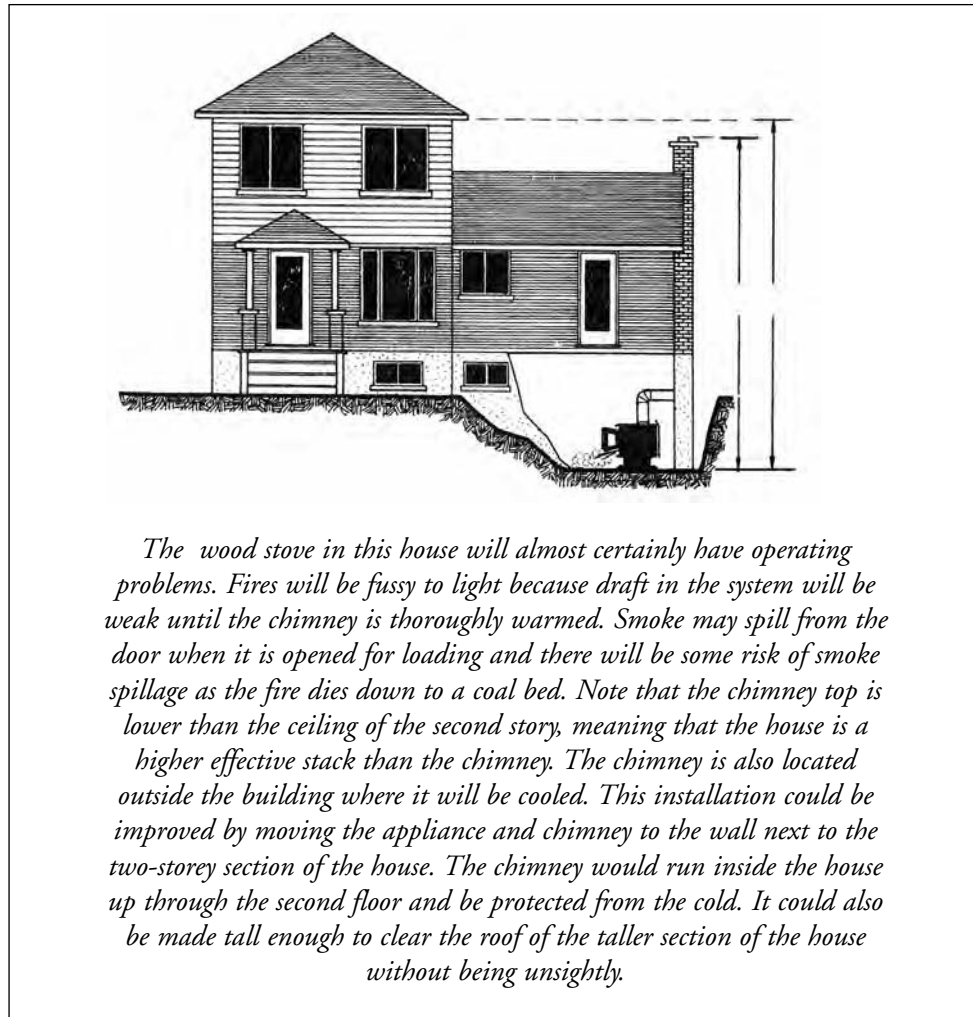 The wood stove in this house will almost certainly have operating
problems. Fires will be fussy to light because draft in the system will be
weak until the chimney is thoroughly warmed. Smoke may spill from the
door when it is opened for loading and there will be some risk of smoke
spillage as the fire dies down to a coal bed. Note that the chimney top is
lower than the ceiling of the second story, meaning that the house is a
higher effective stack than the chimney. The chimney is also located
outside the building where it will be cooled. This installation could be
improved by moving the appliance and chimney to the wall next to the
two-storey section of the house. The chimney would run inside the house
up through the second floor and be protected from the cold. It could also
be made tall enough to clear the roof of the taller section of the house
without being unsightly.